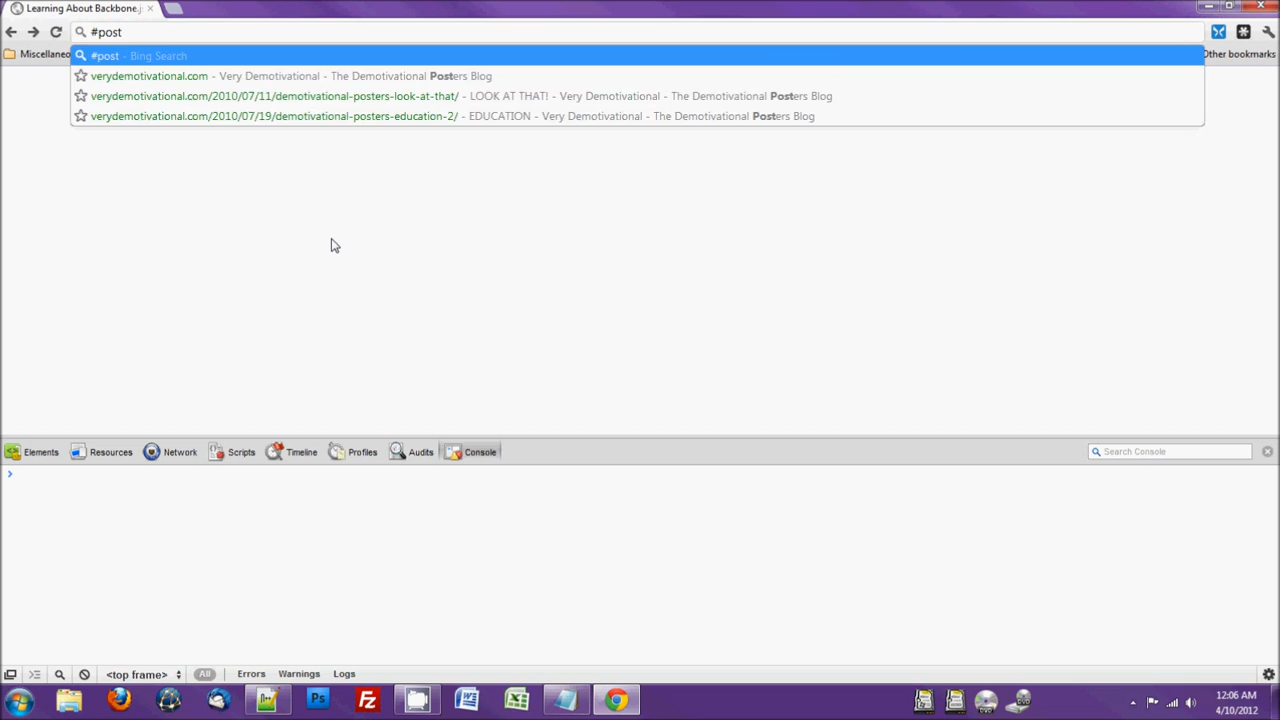 Learning About Backbone.j
#post
Miscellaneo
Other bookmarks
#post - Bing Search
verydemotivational.com - Very Demotivational - The Demotivational Posters Blog
verydemotivational.com/2010/07/11/demotivational-posters-look-at-that/ - LOOK AT THAT! - Very Demotivational - The Demotivational Posters Blog
verydemotivational.com/2010/07/19/demotivational-posters-education-2/ - EDUCATION - Very Demotivational - The Demotivational Posters Blog
Elements Resources Network Scripts Timeline Profiles Audits Console Search Console
<top frame> All Errors Warnings Logs
Ps Fz
12:06 AM
4/10/2012